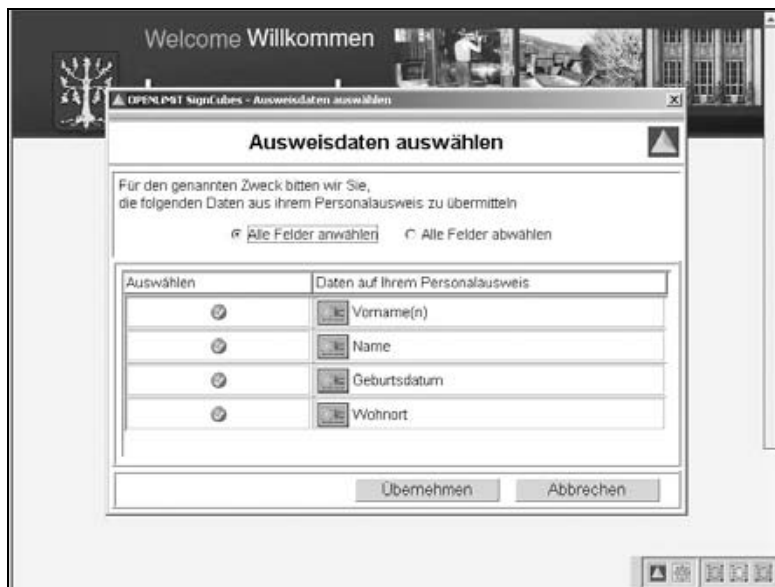 Welcome Willkommen
OPENLiMiT SignCubes - Ausweisdaten auswählen
Ausweisdaten auswählen
Für den genannten Zweck bitten wir Sie,
die folgenden Daten aus ihrem Personalausweis zu übermitteln
Alle Felder anwählen Alle Felder abwählen
Auswählen Daten auf Ihrem Personalausweis
Vorname(n)
Name
Geburtsdatum
Wohnort
Übernehmen Abbrechen